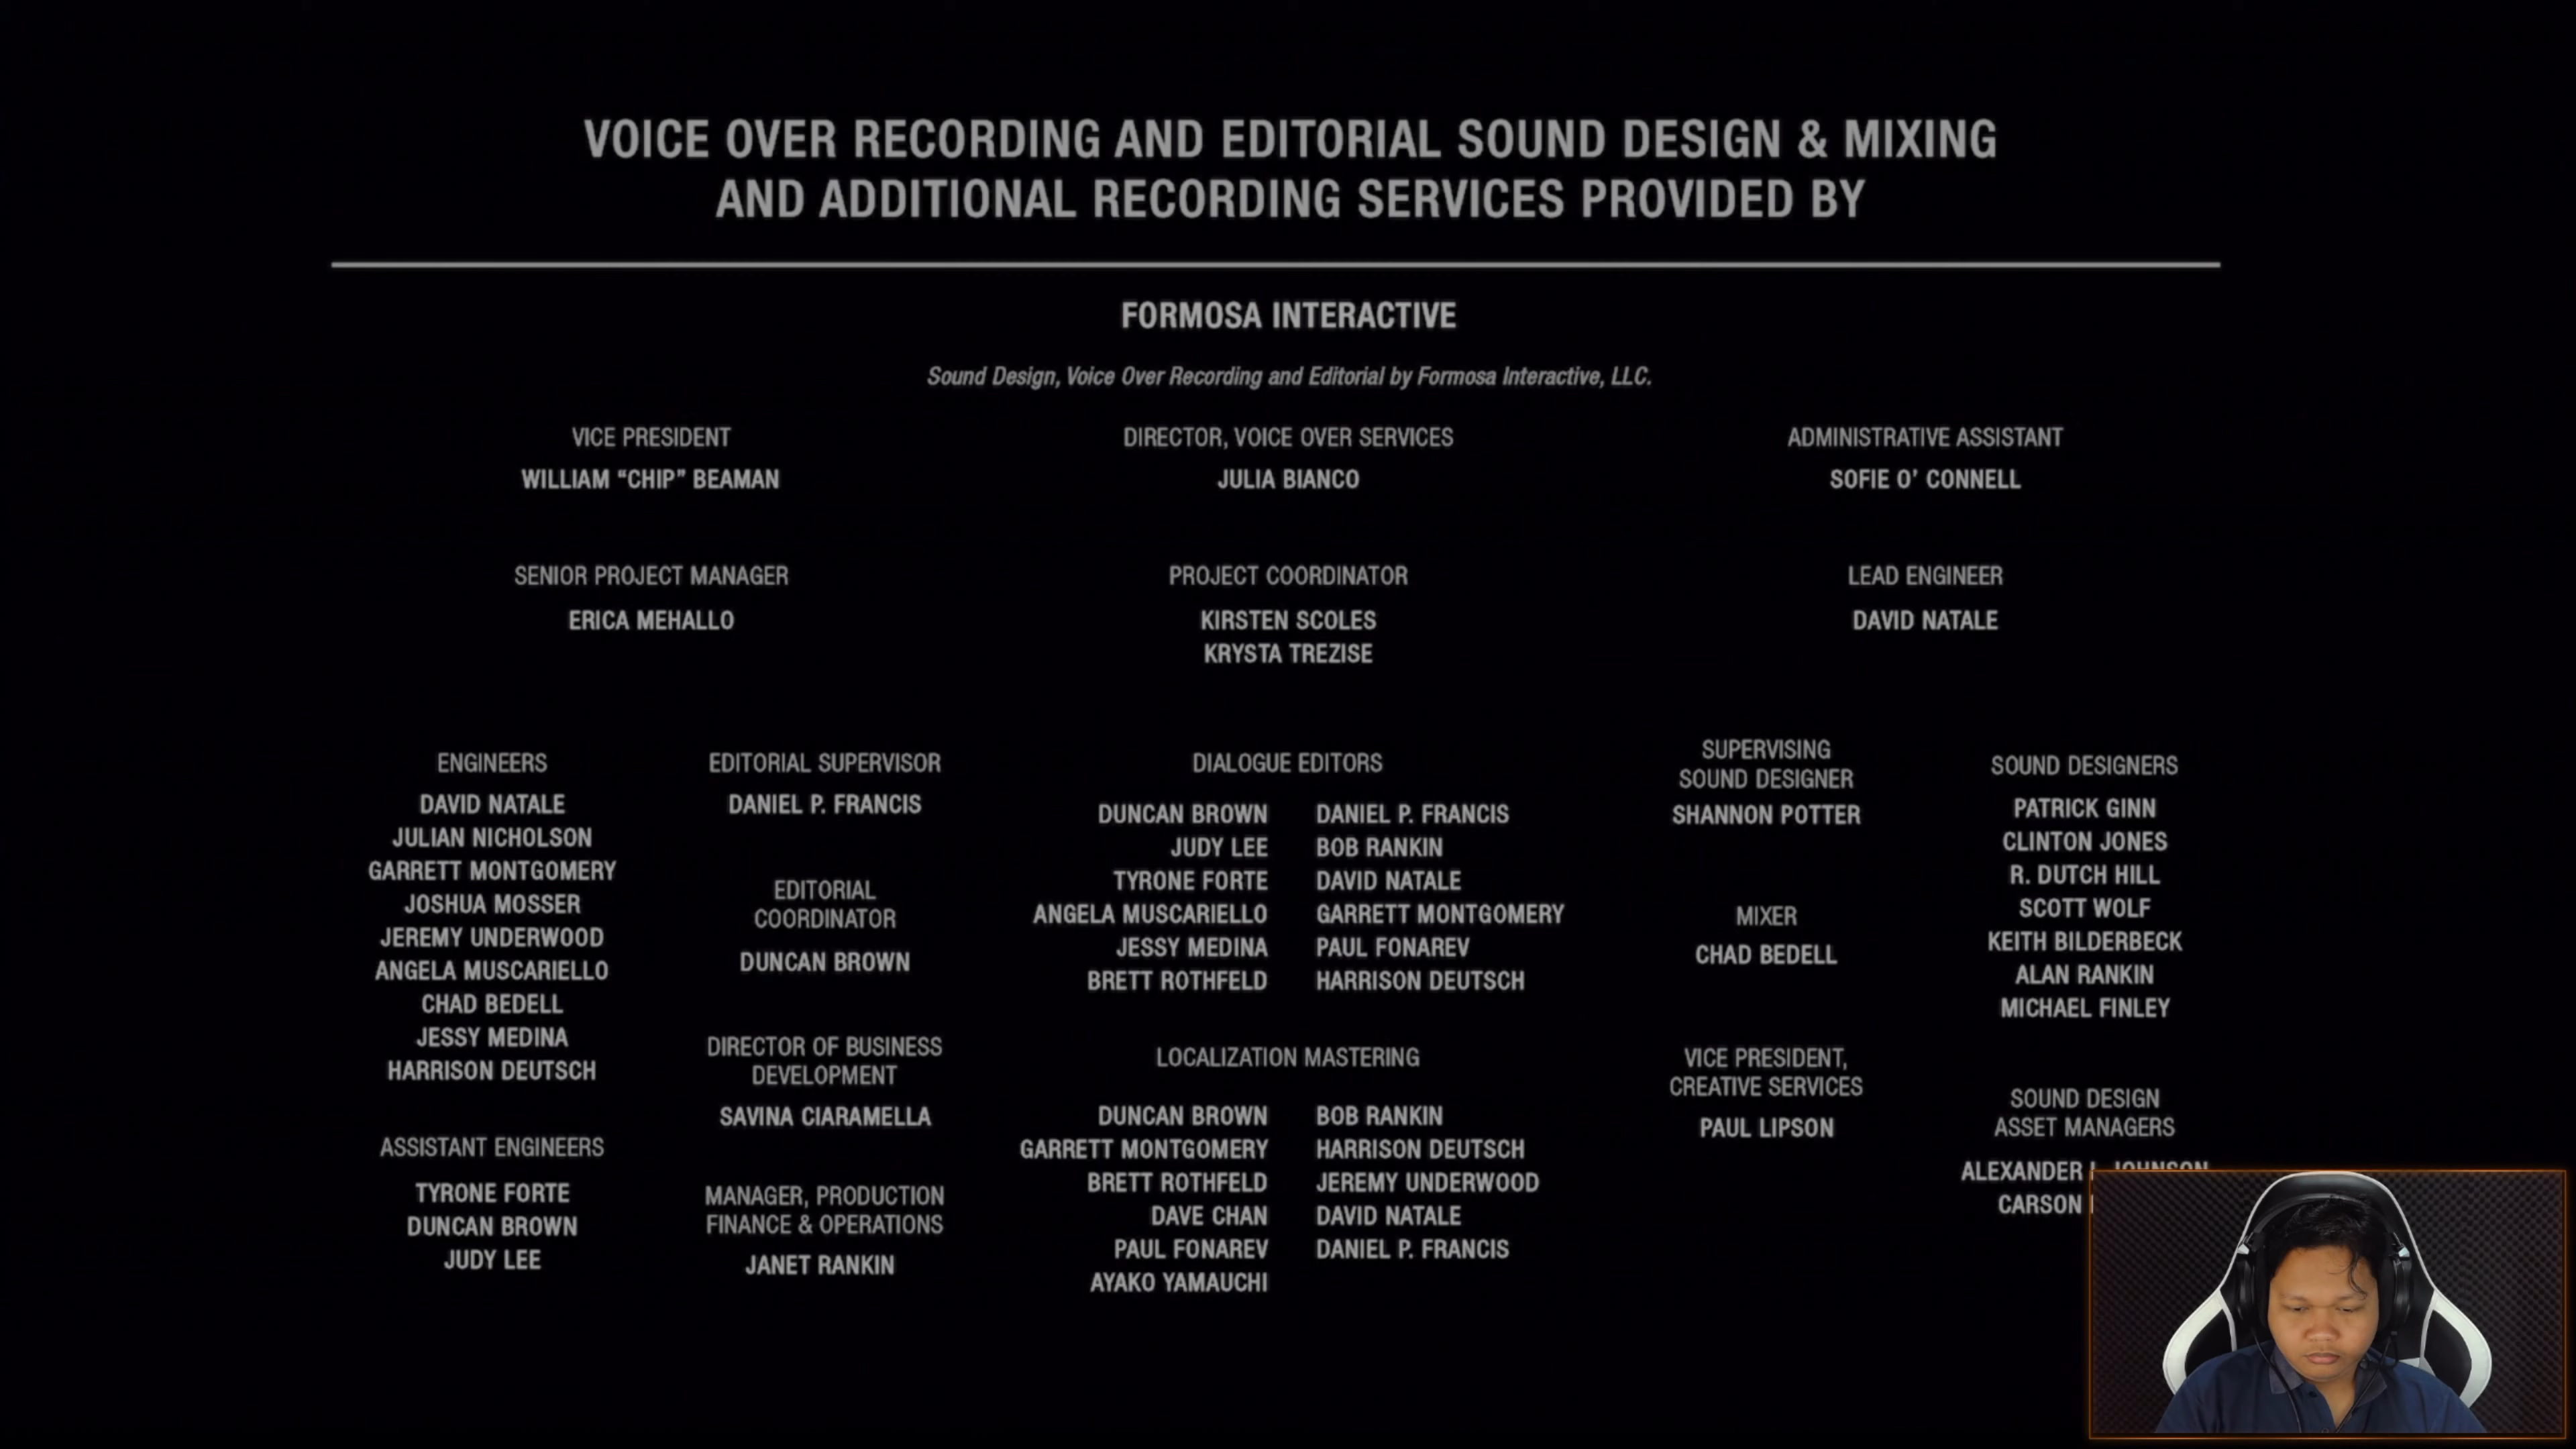 VOICE OVER RECORDING AND EDITORIAL SOUND DESIGN & MIXING
AND ADDITIONAL RECORDING SERVICES PROVIDED BY
FORMOSA INTERACTIVE
Sound Design, Voice Over Recording and Editorial by Formosa Interactive, LLC.
VICE PRESIDENT
WILLIAM “CHIP” BEAMAN
DIRECTOR, VOICE OVER SERVICES
JULIA BIANCO
ADMINISTRATIVE ASSISTANT
SOFIE O’ CONNELL
SENIOR PROJECT MANAGER
ERICA MEHALLO
PROJECT COORDINATOR
KIRSTEN SCOLES
KRYSTA TREZISE
LEAD ENGINEER
DAVID NATALE
ENGINEERS
DAVID NATALE
JULIAN NICHOLSON
GARRETT MONTGOMERY
JOSHUA MOSSER
JEREMY UNDERWOOD
ANGELA MUSCARIELLO
CHAD BEDELL
JESSY MEDINA
HARRISON DEUTSCH
ASSISTANT ENGINEERS
TYRONE FORTE
DUNCAN BROWN
JUDY LEE
EDITORIAL SUPERVISOR
DANIEL P. FRANCIS
EDITORIAL
COORDINATOR
DUNCAN BROWN
DIRECTOR OF BUSINESS
DEVELOPMENT
SAVINA CIARAMELLA
MANAGER, PRODUCTION
FINANCE & OPERATIONS
JANET RANKIN
DIALOGUE EDITORS
DUNCAN BROWN DANIEL P. FRANCIS
JUDY LEE BOB RANKIN
TYRONE FORTE DAVID NATALE
ANGELA MUSCARIELLO GARRETT MONTGOMERY
JESSY MEDINA PAUL FONAREV
BRETT ROTHFELD HARRISON DEUTSCH
LOCALIZATION MASTERING
DUNCAN BROWN BOB RANKIN
GARRETT MONTGOMERY HARRISON DEUTSCH
BRETT ROTHFELD JEREMY UNDERWOOD
DAVE CHAN DAVID NATALE
PAUL FONAREV DANIEL P. FRANCIS
AYAKO YAMAUCHI
SUPERVISING
SOUND DESIGNER
SHANNON POTTER
MIXER
CHAD BEDELL
VICE PRESIDENT,
CREATIVE SERVICES
PAUL LIPSON
SOUND DESIGNERS
PATRICK GINN
CLINTON JONES
R. DUTCH HILL
SCOTT WOLF
KEITH BILDERBECK
ALAN RANKIN
MICHAEL FINLEY
SOUND DESIGN
ASSET MANAGERS
ALEXANDER
CARSON